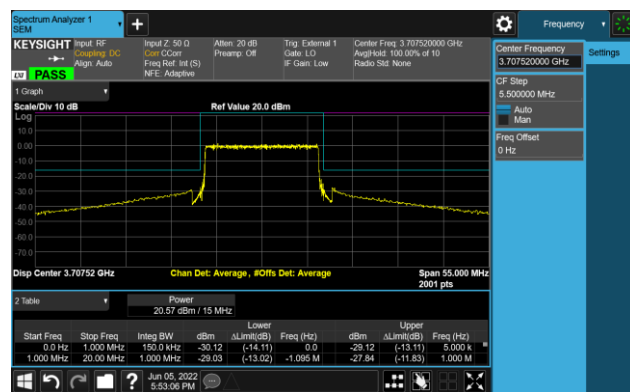 Spectrum Analyzer 1
SEM
Frequency
KEYSIGHT
Input: RF
Coupling: DC
Align: Auto
Input Z: 50 Ω
Corr CCorr
Freq Ref: Int (S)
NFE: Adaptive
Atten: 20 dB
Preamp: Off
Trig: External 1
Gate: LO
IF Gain: Low
Center Freq: 3.707520000 GHz
Avg|Hold: 100.00% of 10
Radio Std: None
LXI PASS
Center Frequency
3.707520000 GHz
Settings
CF Step
5.500000 MHz
Auto
Man
Freq Offset
0 Hz
1 Graph
Scale/Div 10 dB
Ref Value 20.0 dBm
Log
10.0
0.00
-10.0
-20.0
-30.0
-40.0
-50.0
-60.0
-70.0
Disp Center 3.70752 GHz
Chan Det: Average, #Offs Det: Average
Span 55.000 MHz
2001 pts
2 Table
Power
20.57 dBm / 15 MHz
Lower Upper
Start Freq Stop Freq Integ BW dBm ΔLimit(dB) Freq (Hz) dBm ΔLimit(dB) Freq (Hz)
0.0 Hz 1.000 MHz 150.0 kHz -30.12 (-14.11) 0.0 -29.12 (-13.11) 5.000 k
1.000 MHz 20.00 MHz 1.000 MHz -29.03 (-13.02) -1.095 M -27.84 (-11.83) 1.000 M
?
Jun 05, 2022
5:53:06 PM